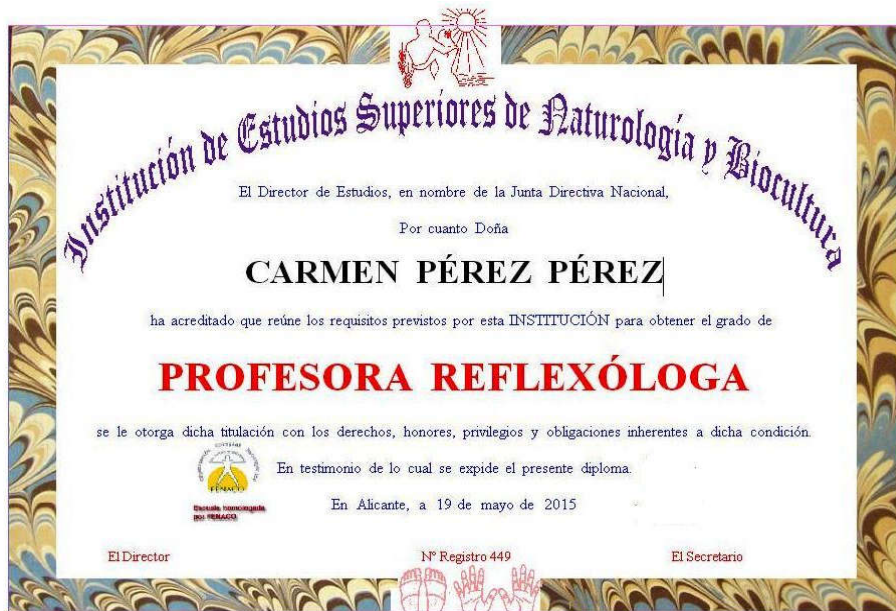 Institución de Estudios Superiores de Naturología y Biocultura
El Director de Estudios, en nombre de la Junta Directiva Nacional,
Por cuanto Doña
CARMEN PÉREZ PÉREZ
ha acreditado que reúne los requisitos previstos por esta INSTITUCIÓN para obtener el grado de
PROFESORA REFLEXÓLOGA
se le otorga dicha titulación con los derechos, honores, privilegios y obligaciones inherentes a dicha condición.
En testimonio de lo cual se expide el presente diploma.
FENACO
Escuela homologada
por FENACO
En Alicante, a 19 de mayo de 2015
El Director
Nº Registro 449
El Secretario